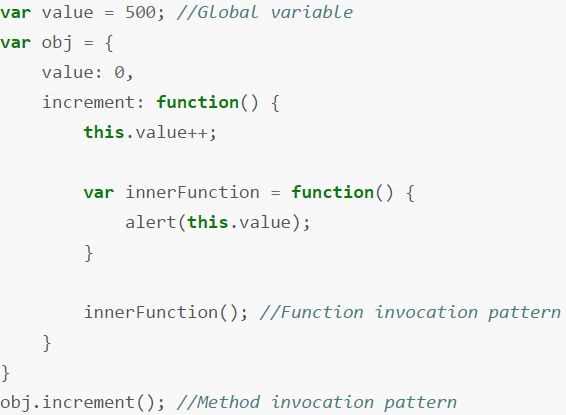 var value = 500; //Global variable
var obj = {
    value: 0,
    increment: function() {
        this.value++;

        var innerFunction = function() {
            alert(this.value);
        }

        innerFunction(); //Function invocation pattern
    }
}
obj.increment(); //Method invocation pattern